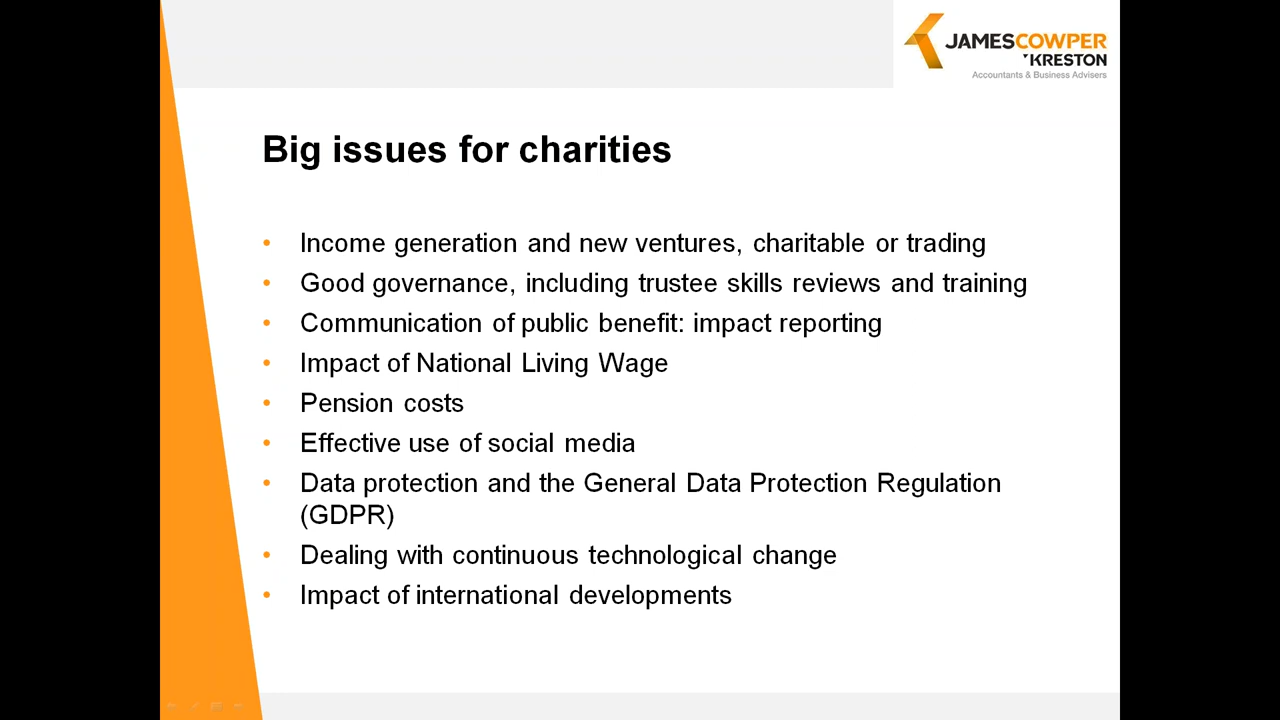 JAMESCOWPER
KRESTON
Accountants & Business Advisers
Big issues for charities
• Income generation and new ventures, charitable or trading
• Good governance, including trustee skills reviews and training
• Communication of public benefit: impact reporting
• Impact of National Living Wage
• Pension costs
• Effective use of social media
• Data protection and the General Data Protection Regulation
(GDPR)
• Dealing with continuous technological change
• Impact of international developments